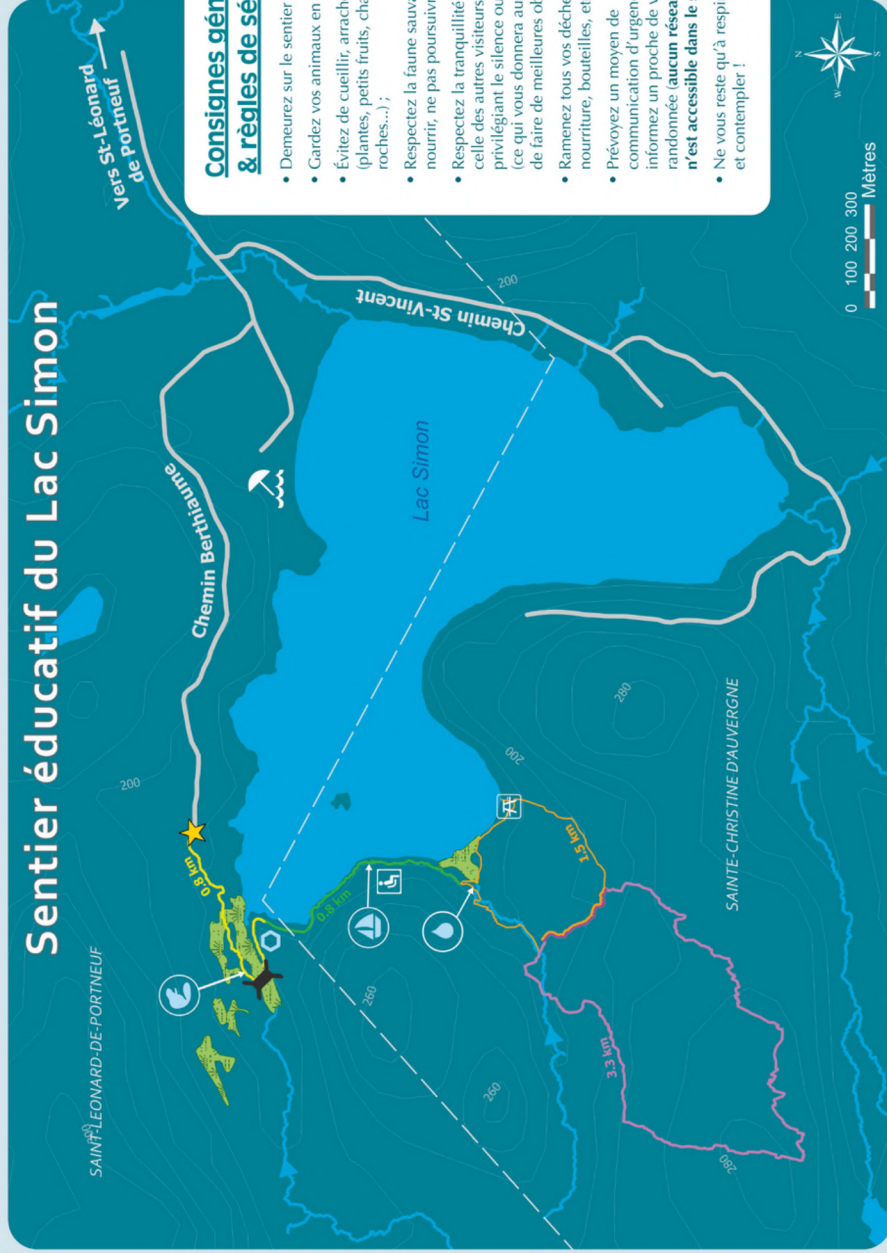 Sentier éducatif du Lac Simon
SAINT-LÉONARD-DE-PORTNEUF
Vers St-Léonard
de Portneuf
Chemin Berthiaume
Chemin St-Vincent
Lac Simon
200
200
200
200
0.8 km
0.8 km
1.5 km
3.3 km
260
260
280
280
SAINTE-CHRISTINE D'AUVERGNE
Consignes gén
& règles de sé
• Demeurez sur le sentier
• Gardez vos animaux en
• Évitez de cueillir, arrach
(plantes, petits fruits, cha
roches...) ;
• Respectez la faune sauva
nourrir, ne pas poursuivr
• Respectez la tranquillité
celle des autres visiteurs
privilégiant le silence ou
(ce qui vous donnera au
de faire de meilleures ob
• Ramenez tous vos déche
nourriture, bouteilles, et
• Prévoyez un moyen de
communication d'urgen
informez un proche de v
randonnée (aucun résea
n'est accessible dans le s
• Ne vous reste qu'à respi
et contempler !
N
E
S
W
0 100 200 300
Mètres